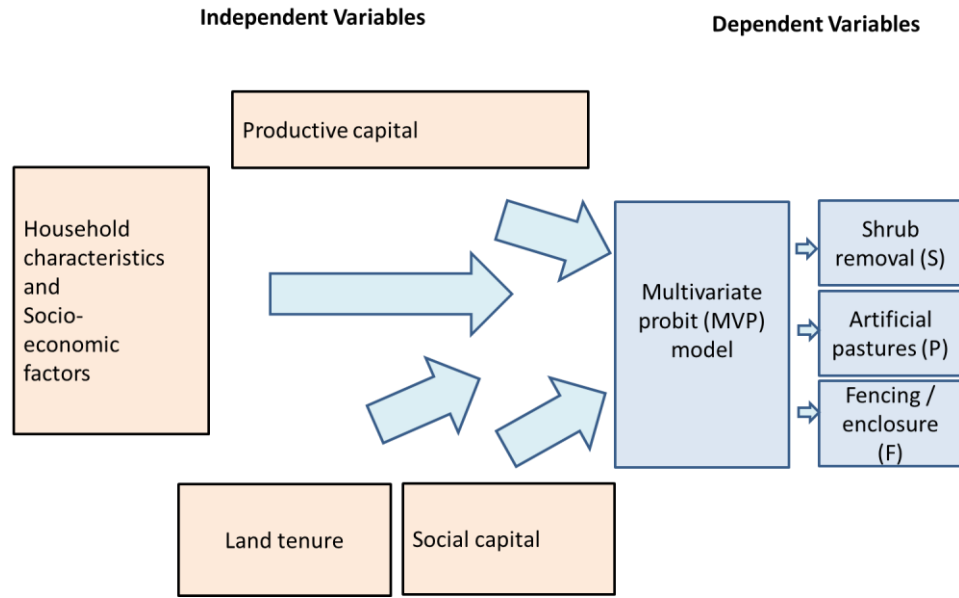 Independent Variables
Dependent Variables
Productive capital
Household
characteristics
and
Socio-
economic
factors
Multivariate
probit (MVP)
model
Shrub
removal (S)
Artificial
pastures (P)
Fencing /
enclosure
(F)
Land tenure
Social capital